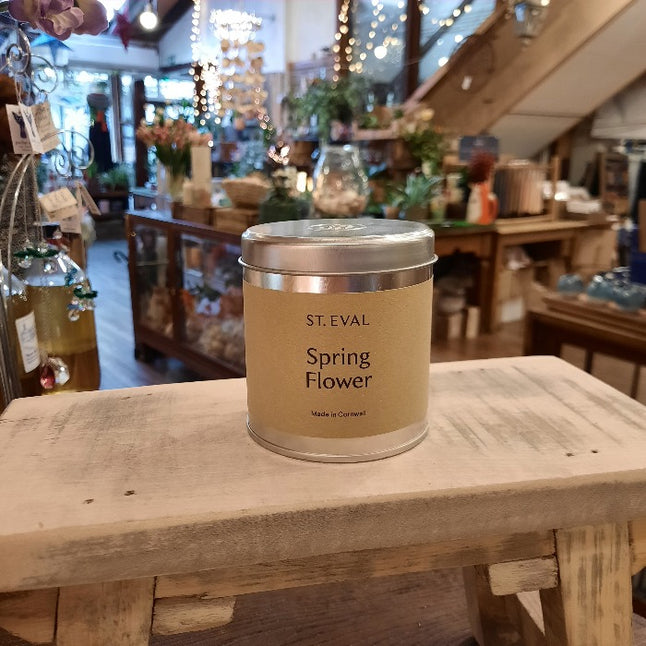 ST. EVAL
Spring
Flower
Made in Cornwall